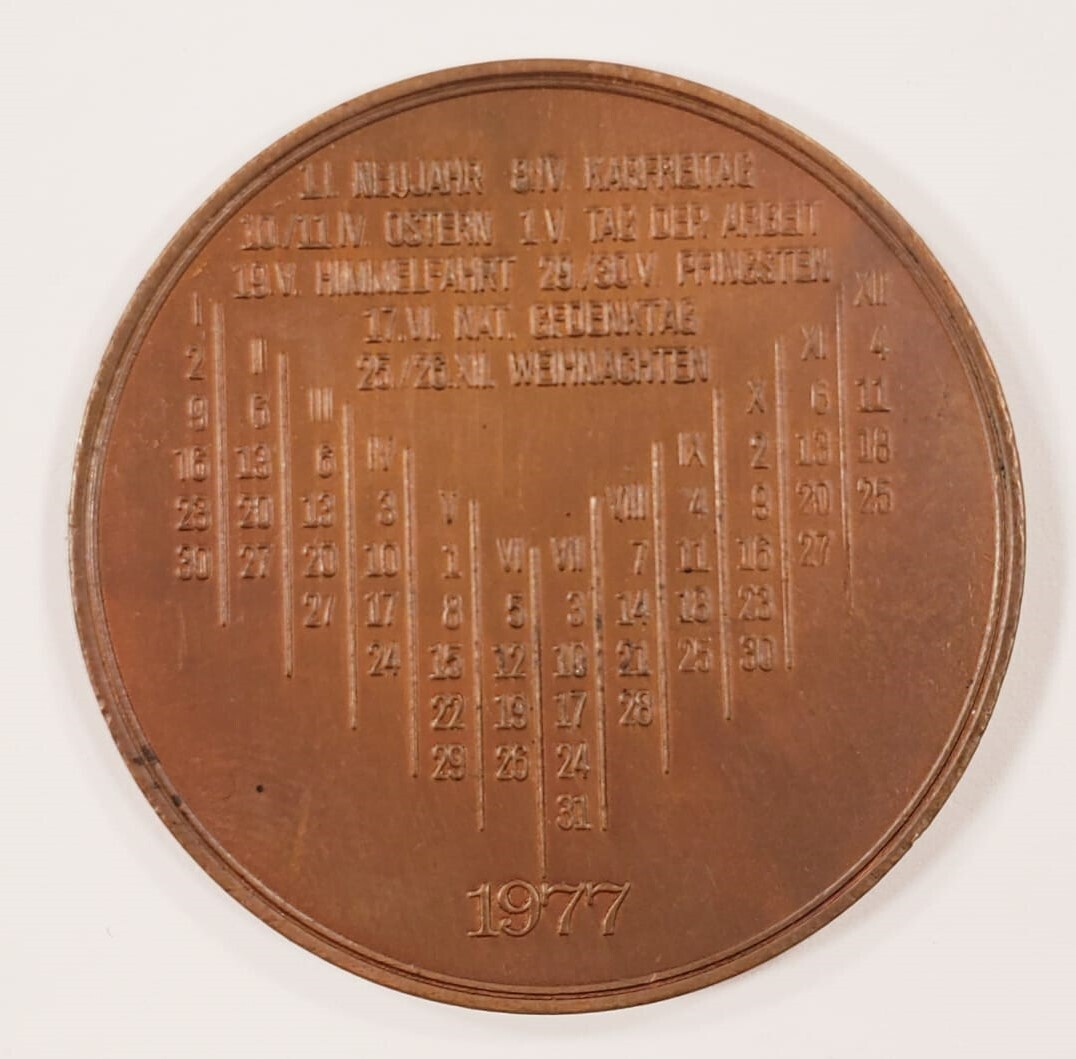 1.I. NEUJAHR 8.IV. KARFREITAG
10./11.IV. OSTERN 1.V. TAG DER ARBEIT
19.V. HIMMELFAHRT 29./30.V. PFINGSTEN
17.VI. NAT. GEDENKTAG
25./26.XII. WEIHNACHTEN
I XII
2 II XI 4
9 6 III X 6 11
16 13 6 IV IX 2 13 18
23 20 13 3 V VIII 4 9 20 25
30 27 20 10 1 VI VII 7 11 16 27
27 17 8 5 3 14 18 23
24 15 12 10 21 25 30
22 19 17 28
29 26 24
31
1977